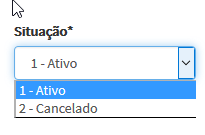 Situação*
1 - Ativo
1 - Ativo
2 - Cancelado